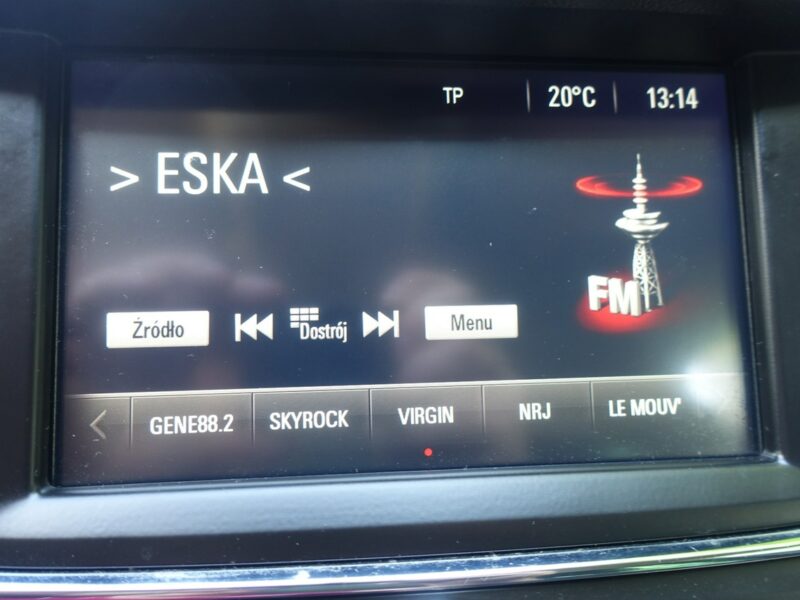 TP 20°C 13:14
> ESKA <
FM
Źródło Dostrój Menu
GENE88.2 SKYROCK VIRGIN NRJ LE MOUV'